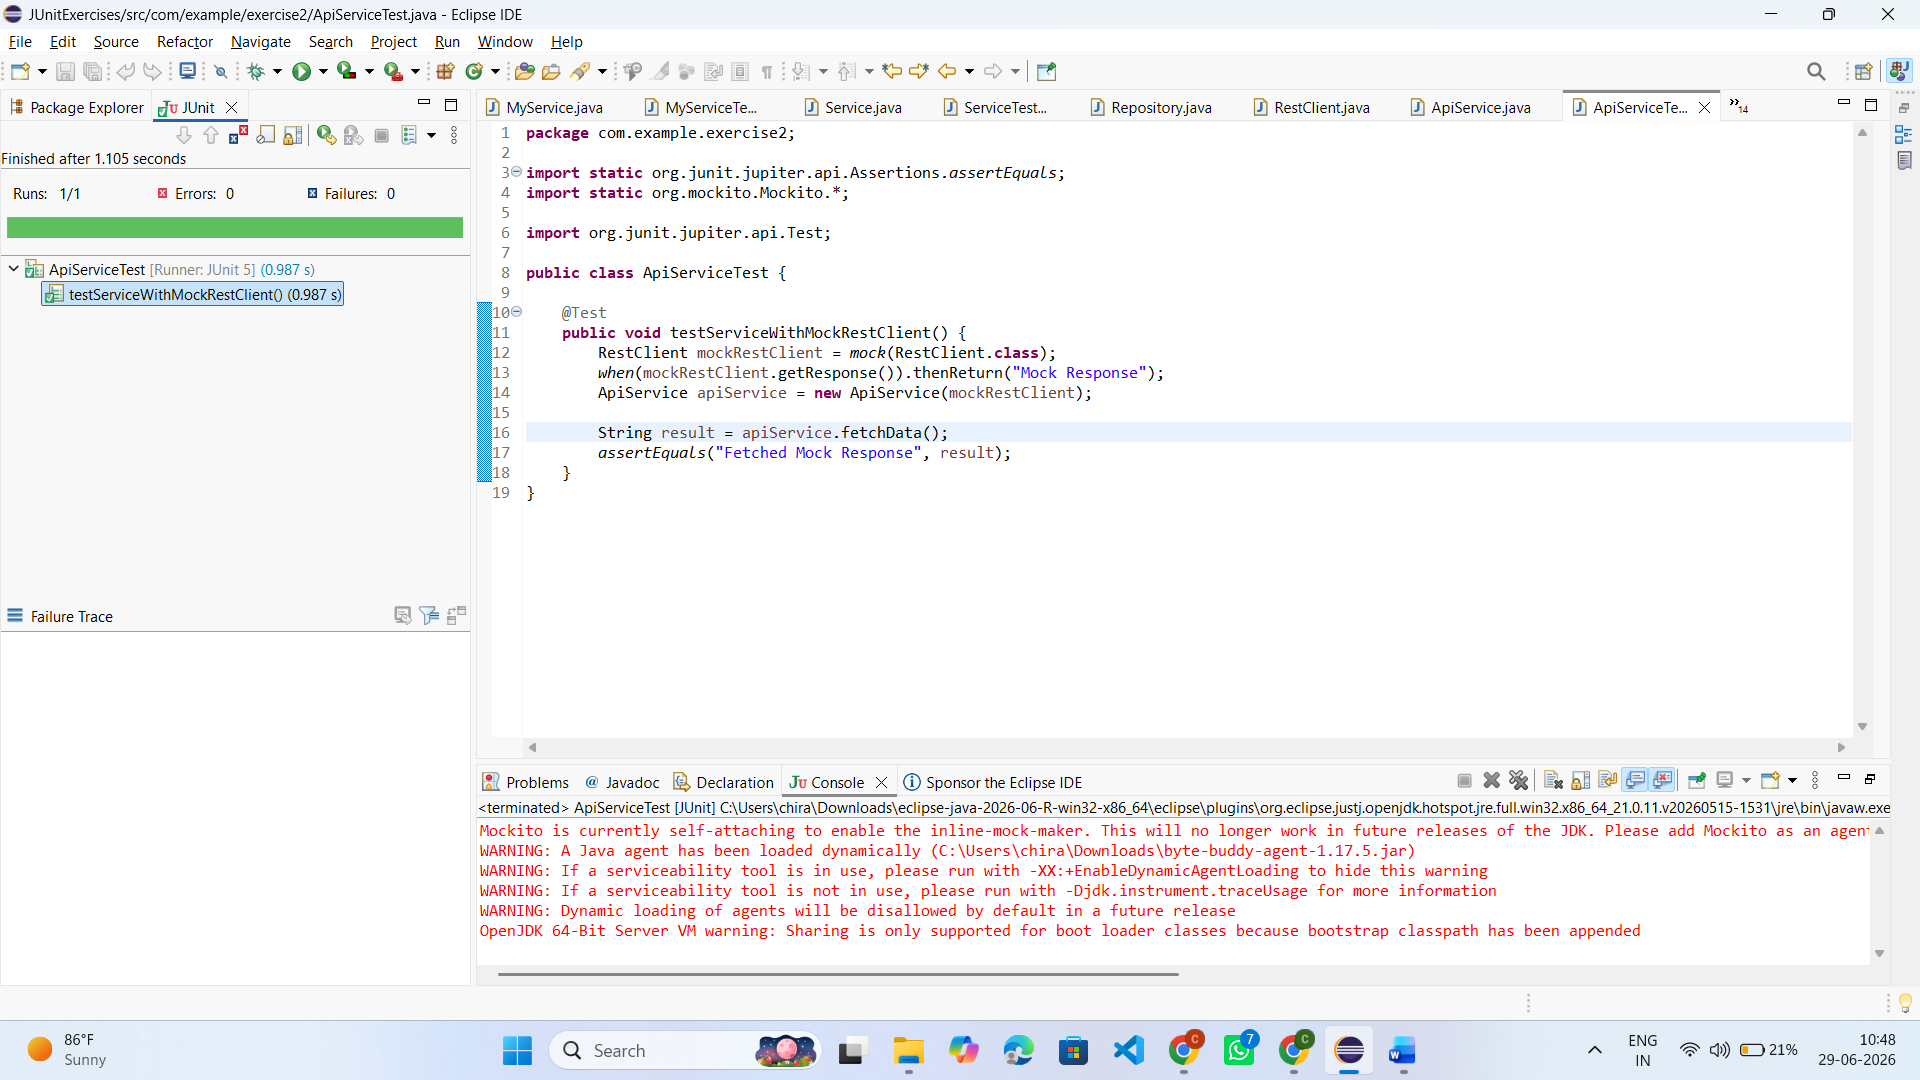 JUnitExercises/src/com/example/exercise2/ApiServiceTest.java - Eclipse IDE
File Edit Source Refactor Navigate Search Project Run Window Help
Package Explorer JUnit
MyService.java MyServiceTe... Service.java ServiceTest... Repository.java RestClient.java ApiService.java ApiServiceTe... »14
Finished after 1.105 seconds
Runs: 1/1 Errors: 0 Failures: 0
ApiServiceTest [Runner: JUnit 5] (0.987 s)
testServiceWithMockRestClient() (0.987 s)
Failure Trace
1 package com.example.exercise2;
2
3 import static org.junit.jupiter.api.Assertions.assertEquals;
4 import static org.mockito.Mockito.*;
5
6 import org.junit.jupiter.api.Test;
7
8 public class ApiServiceTest {
9
10 @Test
11 public void testServiceWithMockRestClient() {
12 RestClient mockRestClient = mock(RestClient.class);
13 when(mockRestClient.getResponse()).thenReturn("Mock Response");
14 ApiService apiService = new ApiService(mockRestClient);
15
16 String result = apiService.fetchData();
17 assertEquals("Fetched Mock Response", result);
18 }
19 }
Problems @ Javadoc Declaration Console Sponsor the Eclipse IDE
<terminated> ApiServiceTest [JUnit] C:\Users\chira\Downloads\eclipse-java-2026-06-R-win32-x86_64\eclipse\plugins\org.eclipse.justj.openjdk.hotspot.jre.full.win32.x86_64_21.0.11.v20260515-1531\jre\bin\javaw.exe
Mockito is currently self-attaching to enable the inline-mock-maker. This will no longer work in future releases of the JDK. Please add Mockito as an agent
WARNING: A Java agent has been loaded dynamically (C:\Users\chira\Downloads\byte-buddy-agent-1.17.5.jar)
WARNING: If a serviceability tool is in use, please run with -XX:+EnableDynamicAgentLoading to hide this warning
WARNING: If a serviceability tool is not in use, please run with -Djdk.instrument.traceUsage for more information
WARNING: Dynamic loading of agents will be disallowed by default in a future release
OpenJDK 64-Bit Server VM warning: Sharing is only supported for boot loader classes because bootstrap classpath has been appended
86°F
Sunny
Search
7
ENG
IN
21%
10:48
29-06-2026